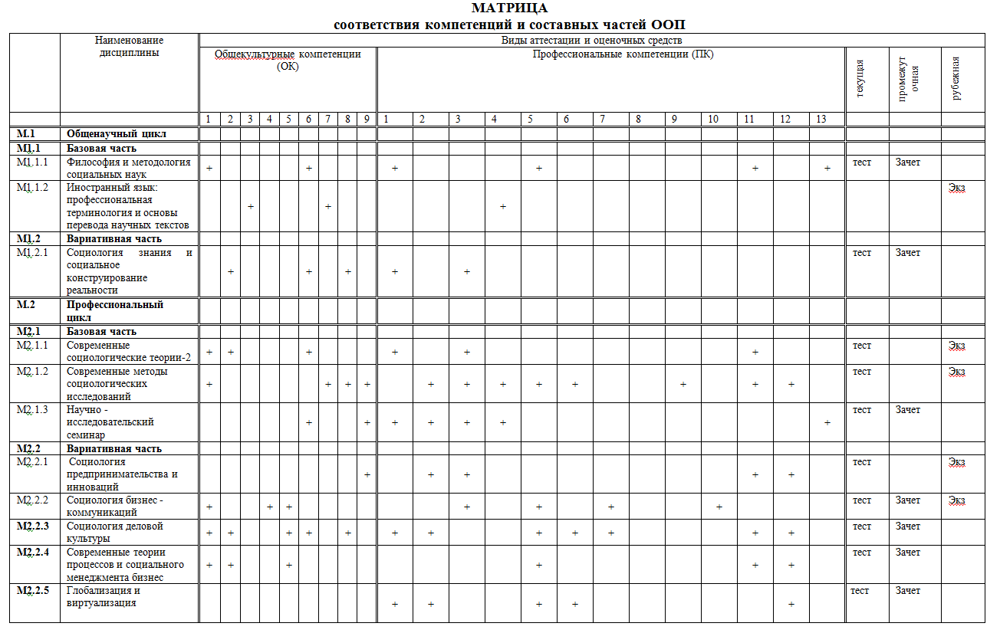 МАТРИЦА
соответствия компетенций и составных частей ООП
Наименование дисциплины Виды аттестации и оценочных средств
Общекультурные компетенции (ОК) Профессиональные компетенции (ПК) текущая промежуточная рубежная
1 2 3 4 5 6 7 8 9 1 2 3 4 5 6 7 8 9 10 11 12 13
М.1 Общенаучный цикл
М1.1 Базовая часть
М1.1.1 Философия и методология тест Зачет
социальных наук
+ + + + + +
М1.1.2 Иностранный язык: Экз
профессиональная
терминология и основы
+ + +
перевода научных текстов
М1.2 Вариативная часть
М1.2.1 Социология знания и тест Зачет
социальное
+ + + + +
конструирование
реальности
М.2 Профессиональный
цикл
М2.1 Базовая часть
М2.1.1 Современные тест Экз
социологические теории-2
+ + + + + +
М2.1.2 Современные методы тест Экз
социологических
+ + + + + + + + + + + +
исследований
М2.1.3 Научно - тест Зачет
исследовательский
+ + + + + + +
семинар
М2.2 Вариативная часть
М2.2.1 Социология тест Экз
предпринимательства и
+ + + + +
инноваций
М2.2.2 Социология бизнес - тест Зачет Экз
коммуникаций
+ + + + + + +
М2.2.3 Социология деловой тест Зачет
культуры
+ + + + + + + + + + + +
М2.2.4 Современные теории тест Зачет
процессов и социального
+ + + + + +
менеджмента бизнес
М2.2.5 Глобализация и тест Зачет
виртуализация
+ + + + +